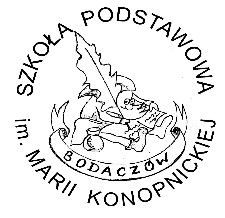 SZKOŁA PODSTAWOWA
im. MARII KONOPNICKIEJ
BODACZÓW